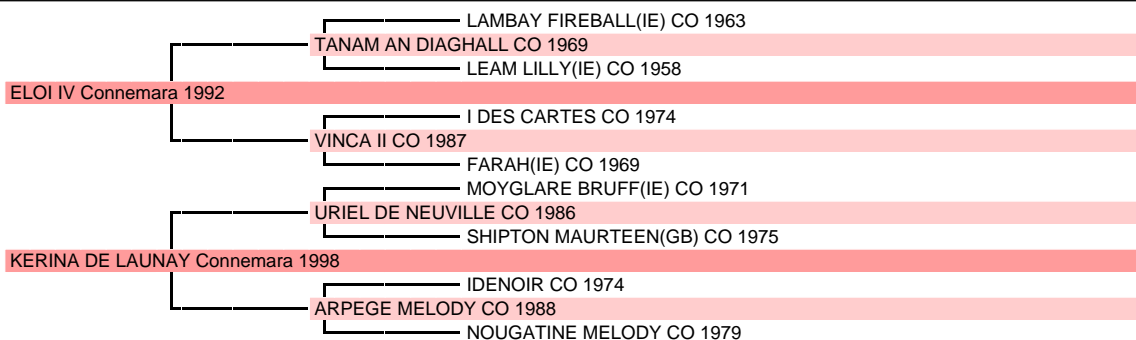 LAMBAY FIREBALL(IE) CO 1963
TANAM AN DIAGHALL CO 1969
LEAM LILLY(IE) CO 1958
ELOI IV Connemara 1992
I DES CARTES CO 1974
VINCA II CO 1987
FARAH(IE) CO 1969
MOYGLARE BRUFF(IE) CO 1971
URIEL DE NEUVILLE CO 1986
SHIPTON MAURTEEN(GB) CO 1975
KERINA DE LAUNAY Connemara 1998
IDENOIR CO 1974
ARPEGE MELODY CO 1988
NOUGATINE MELODY CO 1979